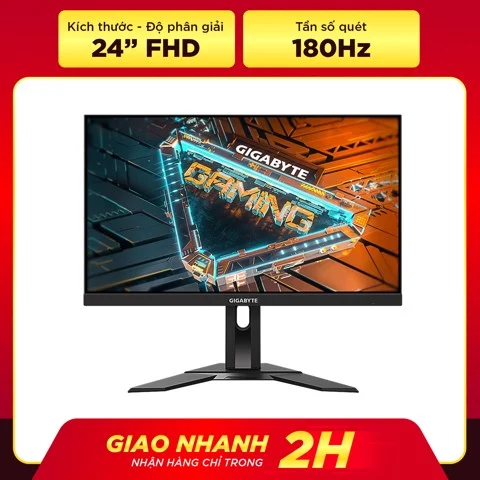 Kích thước - Độ phân giải
24” FHD
Tần số quét
180Hz
GIGABYTE
GAMING
GIGABYTE
GIAO NHANH
NHẬN HÀNG CHỈ TRONG
2H